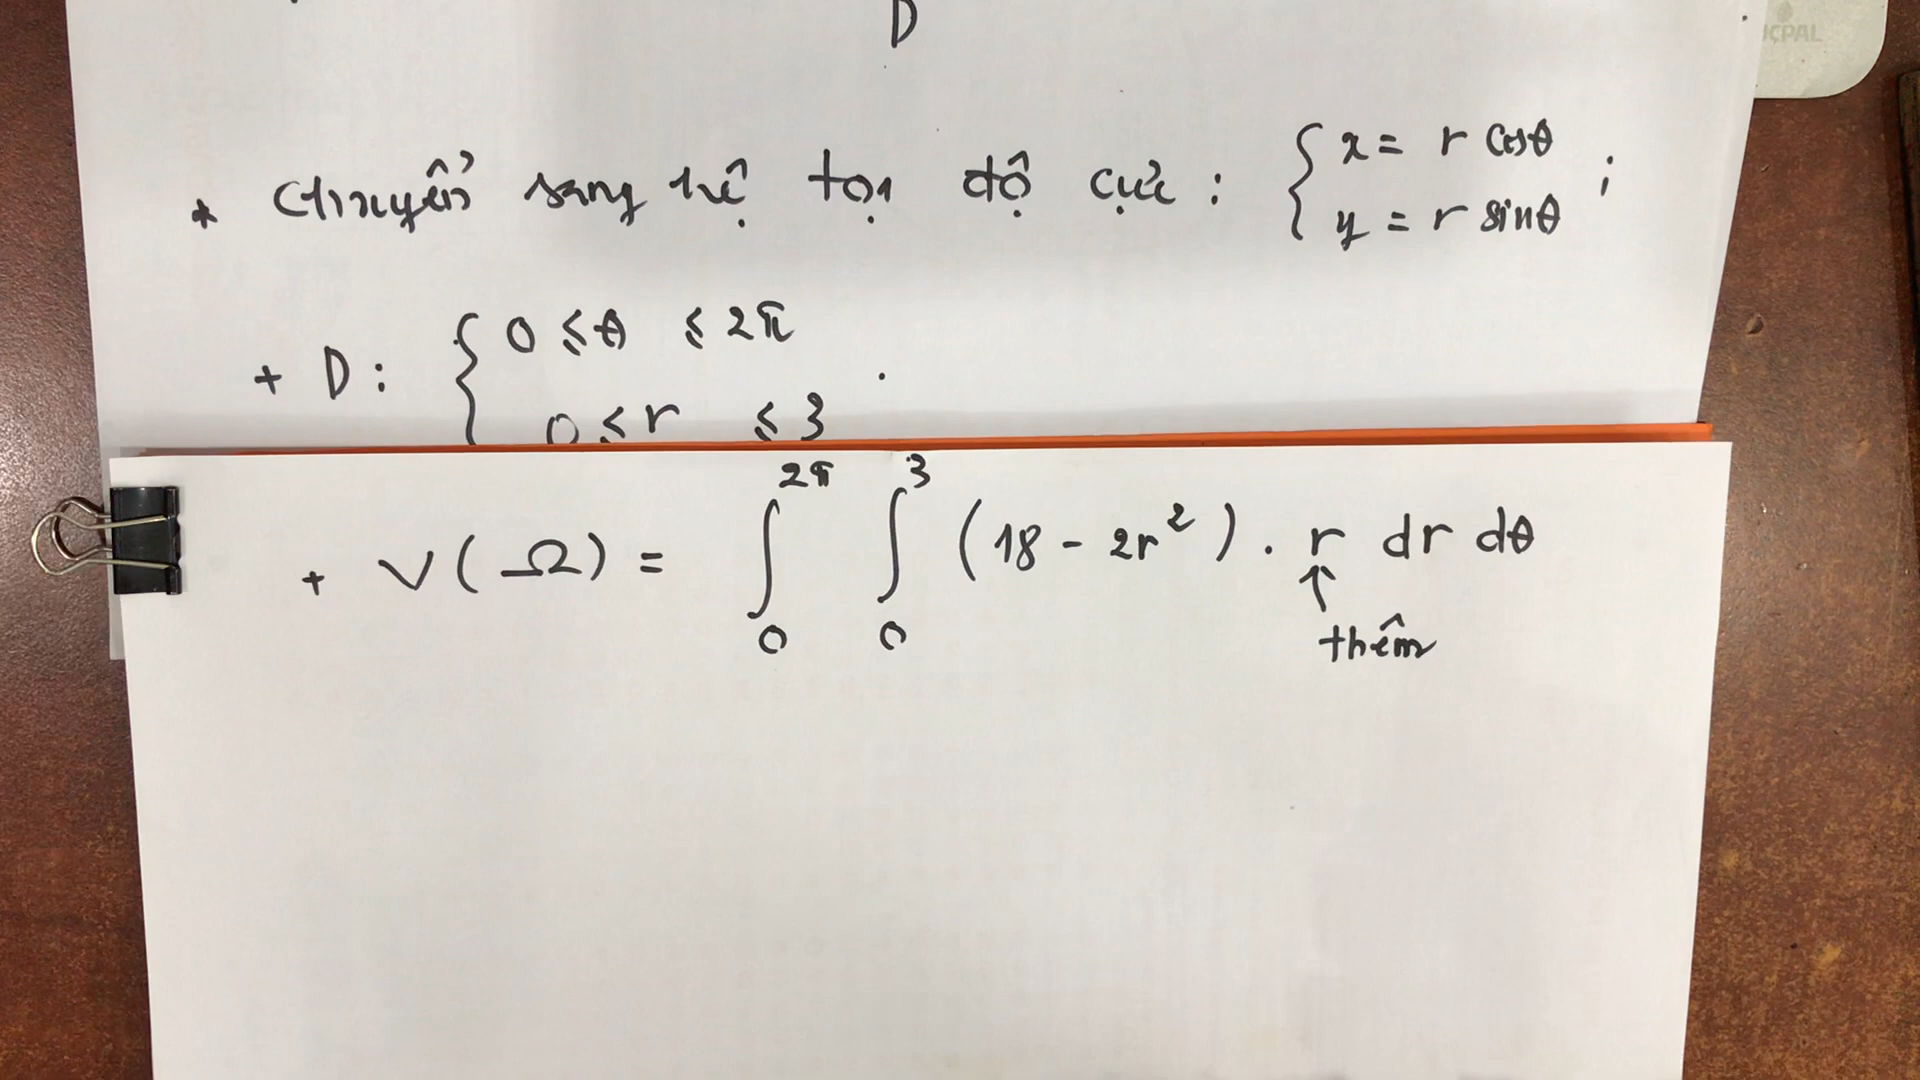 D
* Chuyển sang hệ tọa độ cực : { x = r cosθ
y = r sinθ ;
+ D : { 0 ≤ θ ≤ 2π
0 ≤ r ≤ 3 .
+ V(Ω) = ∫₀^2π ∫₀^3 (18 - 2r²) . r dr dθ
↑
thêm